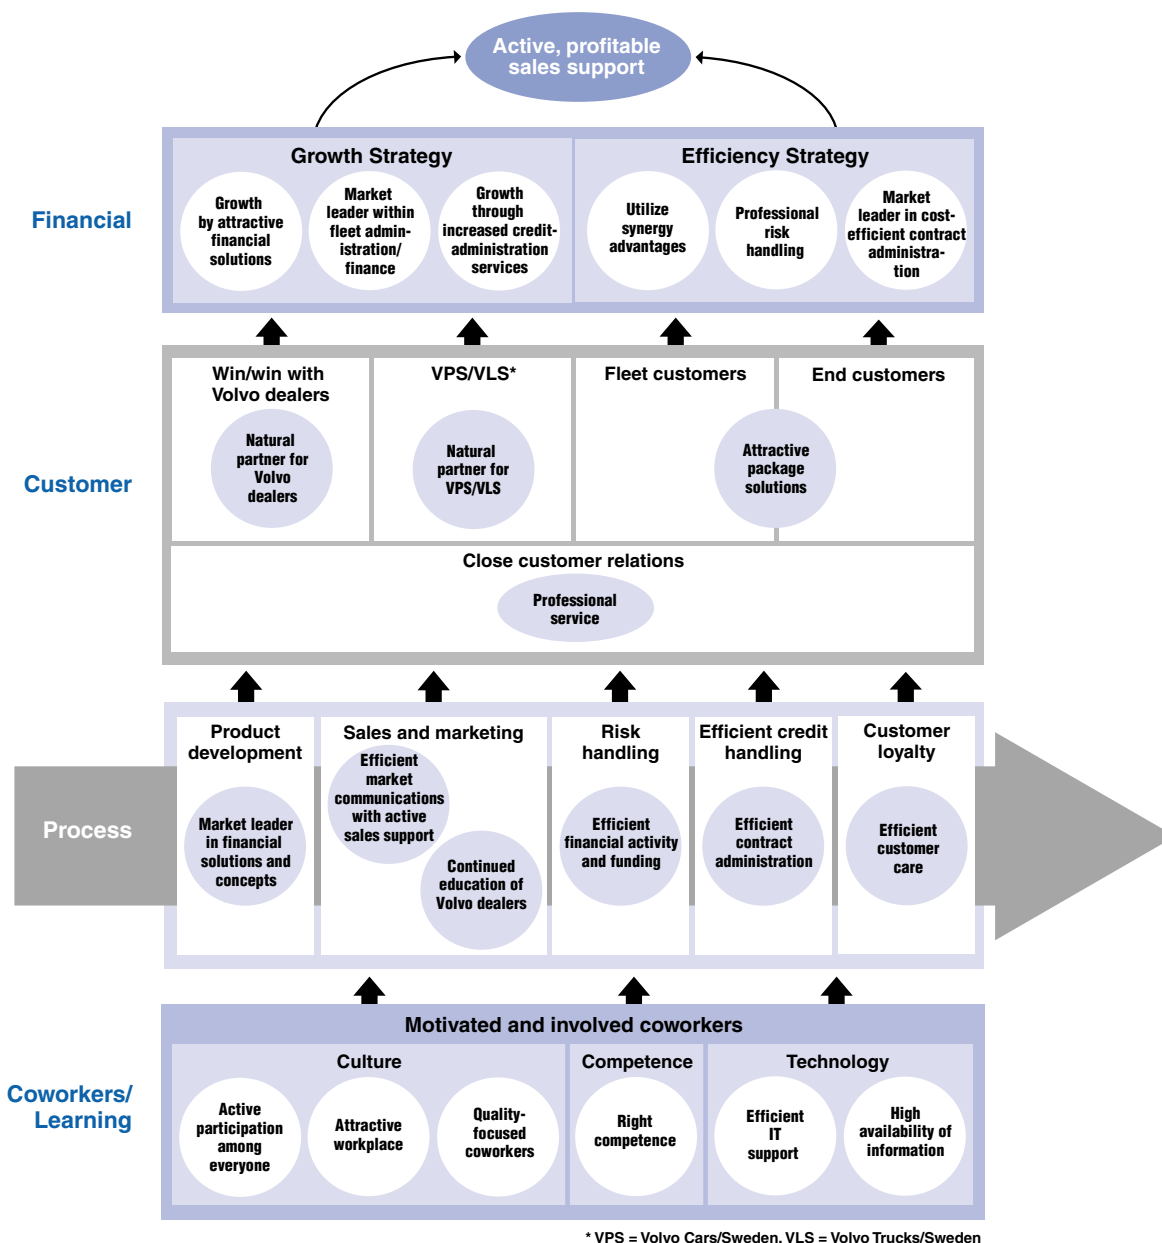 Active, profitable
sales support
Financial
Growth Strategy
Growth
by attractive
financial
solutions
Market
leader within
fleet admin-
istration/
finance
Growth
through
increased credit-
administration
services
Efficiency Strategy
Utilize
synergy
advantages
Professional
risk
handling
Market
leader in cost-
efficient contract
administra-
tion
Customer
Win/win with
Volvo dealers
Natural
partner for
Volvo
dealers
VPS/VLS*
Natural
partner for
VPS/VLS
Fleet customers
End customers
Attractive
package
solutions
Close customer relations
Professional
service
Process
Product
development
Market leader
in financial
solutions and
concepts
Sales and marketing
Efficient
market
communications
with active
sales support
Continued
education of
Volvo dealers
Risk
handling
Efficient
financial activity
and funding
Efficient credit
handling
Efficient
contract
administration
Customer
loyalty
Efficient
customer
care
Coworkers/
Learning
Motivated and involved coworkers
Culture
Active
participation
among
everyone
Attractive
workplace
Quality-
focused
coworkers
Competence
Right
competence
Technology
Efficient
IT
support
High
availability of
information
* VPS = Volvo Cars/Sweden, VLS = Volvo Trucks/Sweden